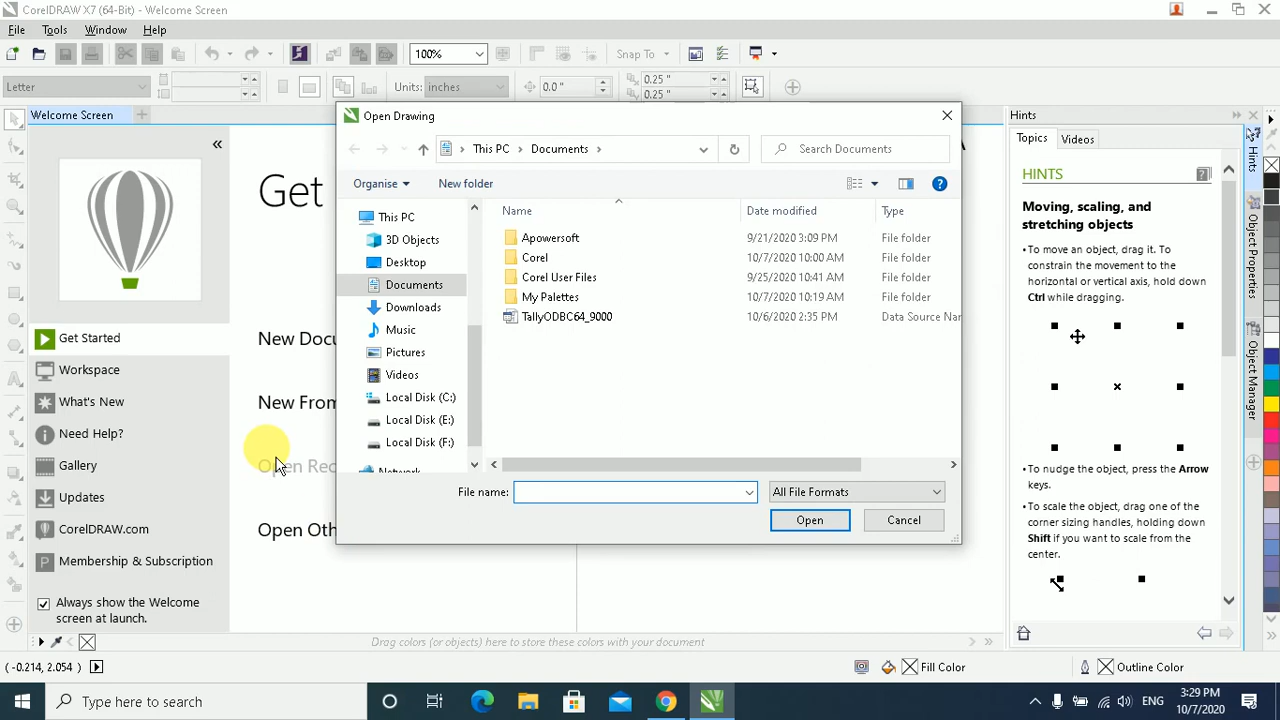 CorelDRAW X7 (64-Bit) - Welcome Screen
File Tools Window Help
100% Snap To
Letter Units: inches 0.0 " 0.25 "
0.25 "
Welcome Screen
Get
Get Started
Workspace
What's New
Need Help?
Gallery
Updates
CorelDRAW.com
Membership & Subscription
Always show the Welcome
screen at launch.
New Docu
New From
Open Rec
Open Oth
Open Drawing
This PC Documents Search Documents
Organise New folder
This PC
3D Objects
Desktop
Documents
Downloads
Music
Pictures
Videos
Local Disk (C:)
Local Disk (E:)
Local Disk (F:)
Network
Name Date modified Type
Apowersoft 9/21/2020 3:09 PM File folder
Corel 10/7/2020 10:00 AM File folder
Corel User Files 9/25/2020 10:41 AM File folder
My Palettes 10/7/2020 10:19 AM File folder
TallyODBC64_9000 10/6/2020 2:35 PM Data Source Nar
File name: All File Formats
Open Cancel
Hints
Topics Videos
HINTS
Moving, scaling, and
stretching objects
• To move an object, drag it. To
constrain the movement to the
horizontal or vertical axis, hold down
Ctrl while dragging.
• To nudge the object, press the Arrow
keys.
• To scale the object, drag one of the
corner sizing handles, holding down
Shift if you want to scale from the
center.
Hints
Object Properties
Object Manager
Drag colors (or objects) here to store these colors with your document
(-0.214, 2.054) Fill Color Outline Color
Type here to search
ENG
3:29 PM
10/7/2020